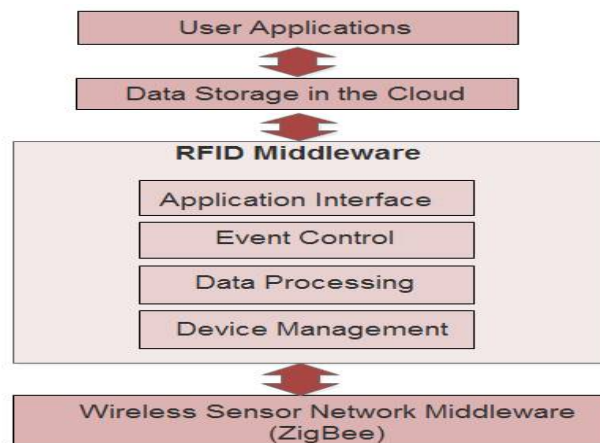 User Applications
Data Storage in the Cloud
RFID Middleware
Application Interface
Event Control
Data Processing
Device Management
Wireless Sensor Network Middleware
(ZigBee)